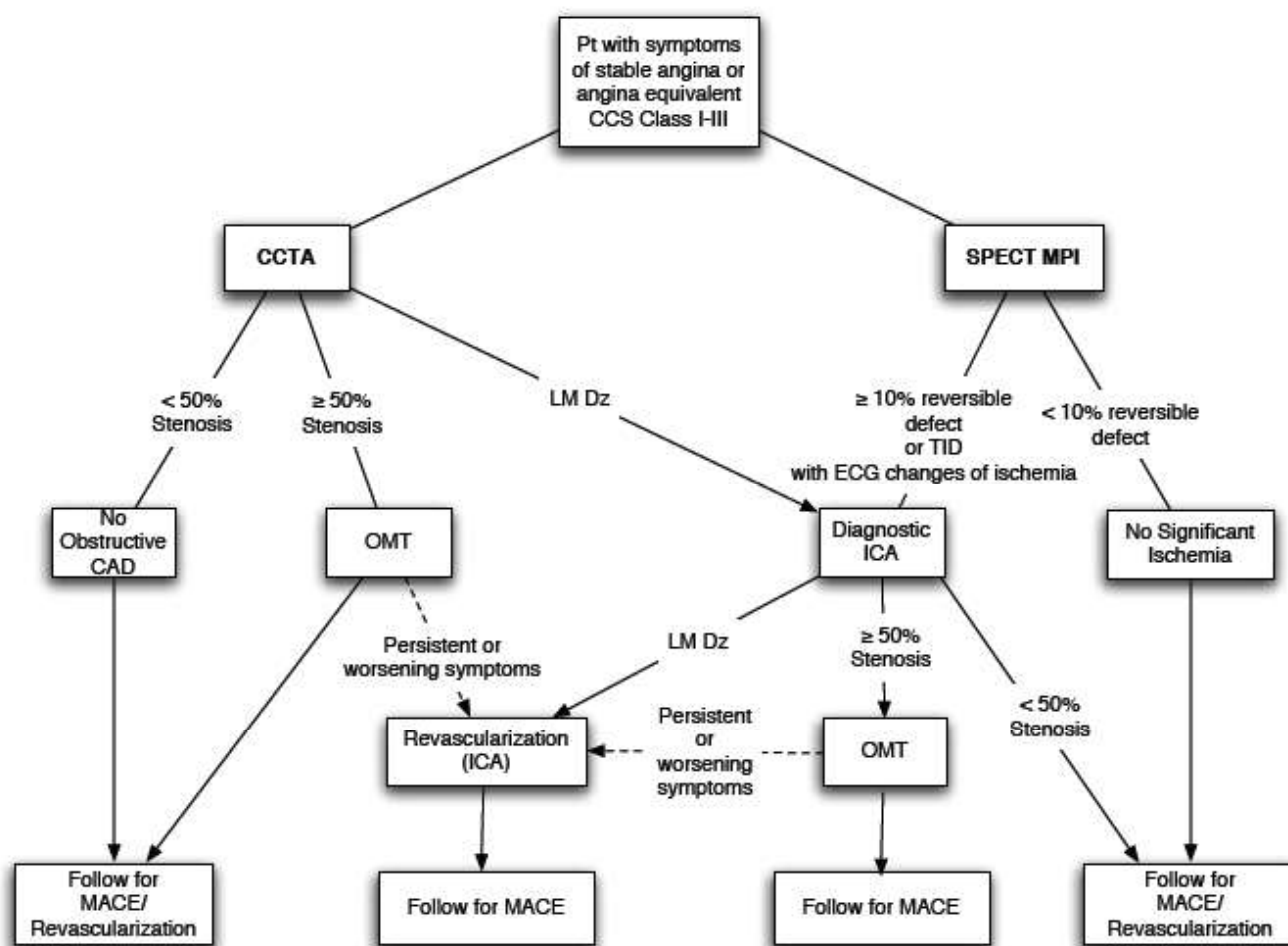 Pt with symptoms
of stable angina or
angina equivalent
CCS Class I-III
CCTA
SPECT MPI
< 50%
Stenosis
≥ 50%
Stenosis
LM Dz
≥ 10% reversible
defect
or TID
with ECG changes of ischemia
< 10% reversible
defect
No
Obstructive
CAD
OMT
Diagnostic
ICA
No Significant
Ischemia
Persistent or
worsening symptoms
LM Dz
≥ 50%
Stenosis
< 50%
Stenosis
Revascularization
(ICA)
Persistent
or
worsening
symptoms
OMT
Follow for
MACE/
Revascularization
Follow for MACE
Follow for MACE
Follow for
MACE/
Revascularization